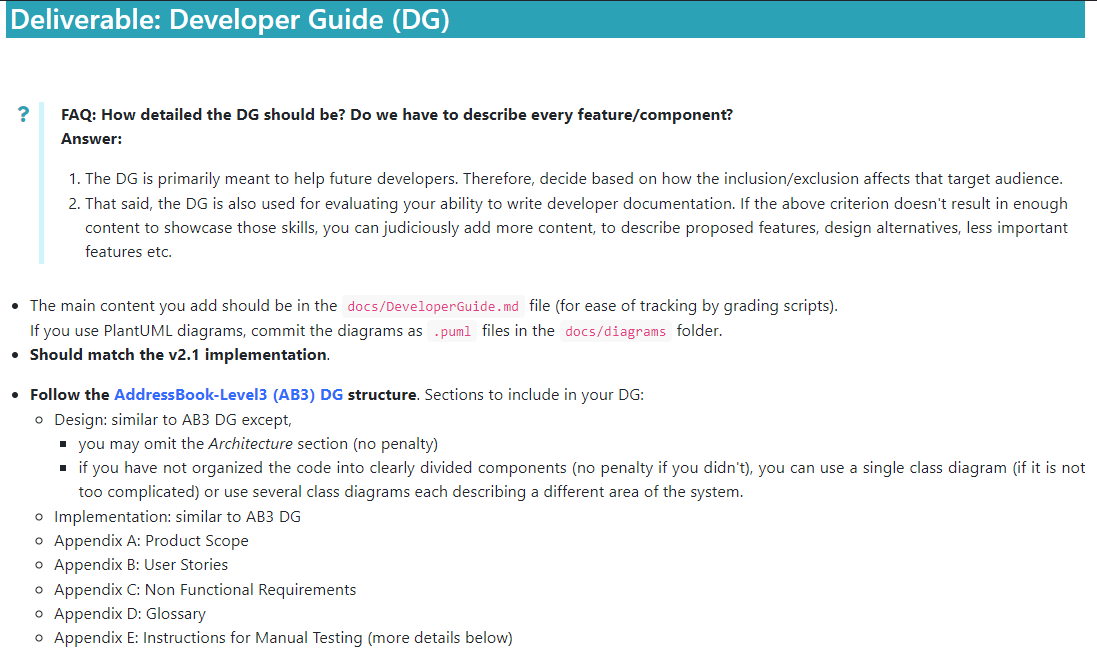 Deliverable: Developer Guide (DG)
? FAQ: How detailed the DG should be? Do we have to describe every feature/component?
Answer:
1. The DG is primarily meant to help future developers. Therefore, decide based on how the inclusion/exclusion affects that target audience.
2. That said, the DG is also used for evaluating your ability to write developer documentation. If the above criterion doesn't result in enough
content to showcase those skills, you can judiciously add more content, to describe proposed features, design alternatives, less important
features etc.
• The main content you add should be in the docs/DeveloperGuide.md file (for ease of tracking by grading scripts).
If you use PlantUML diagrams, commit the diagrams as .puml files in the docs/diagrams folder.
• Should match the v2.1 implementation.
• Follow the AddressBook-Level3 (AB3) DG structure. Sections to include in your DG:
◦ Design: similar to AB3 DG except,
▪ you may omit the Architecture section (no penalty)
▪ if you have not organized the code into clearly divided components (no penalty if you didn't), you can use a single class diagram (if it is not
too complicated) or use several class diagrams each describing a different area of the system.
◦ Implementation: similar to AB3 DG
◦ Appendix A: Product Scope
◦ Appendix B: User Stories
◦ Appendix C: Non Functional Requirements
◦ Appendix D: Glossary
◦ Appendix E: Instructions for Manual Testing (more details below)